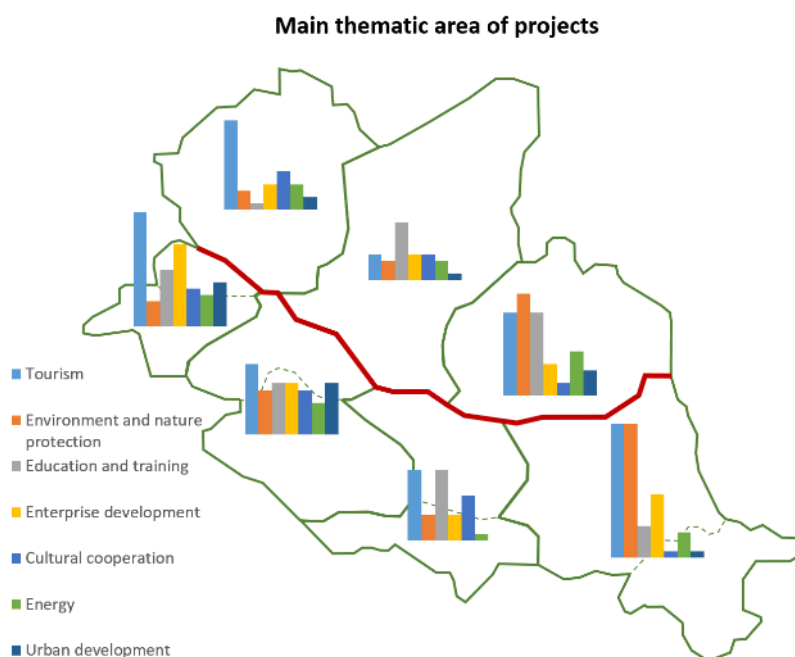 Main thematic area of projects
Tourism
Environment and nature
protection
Education and training
Enterprise development
Cultural cooperation
Energy
Urban development